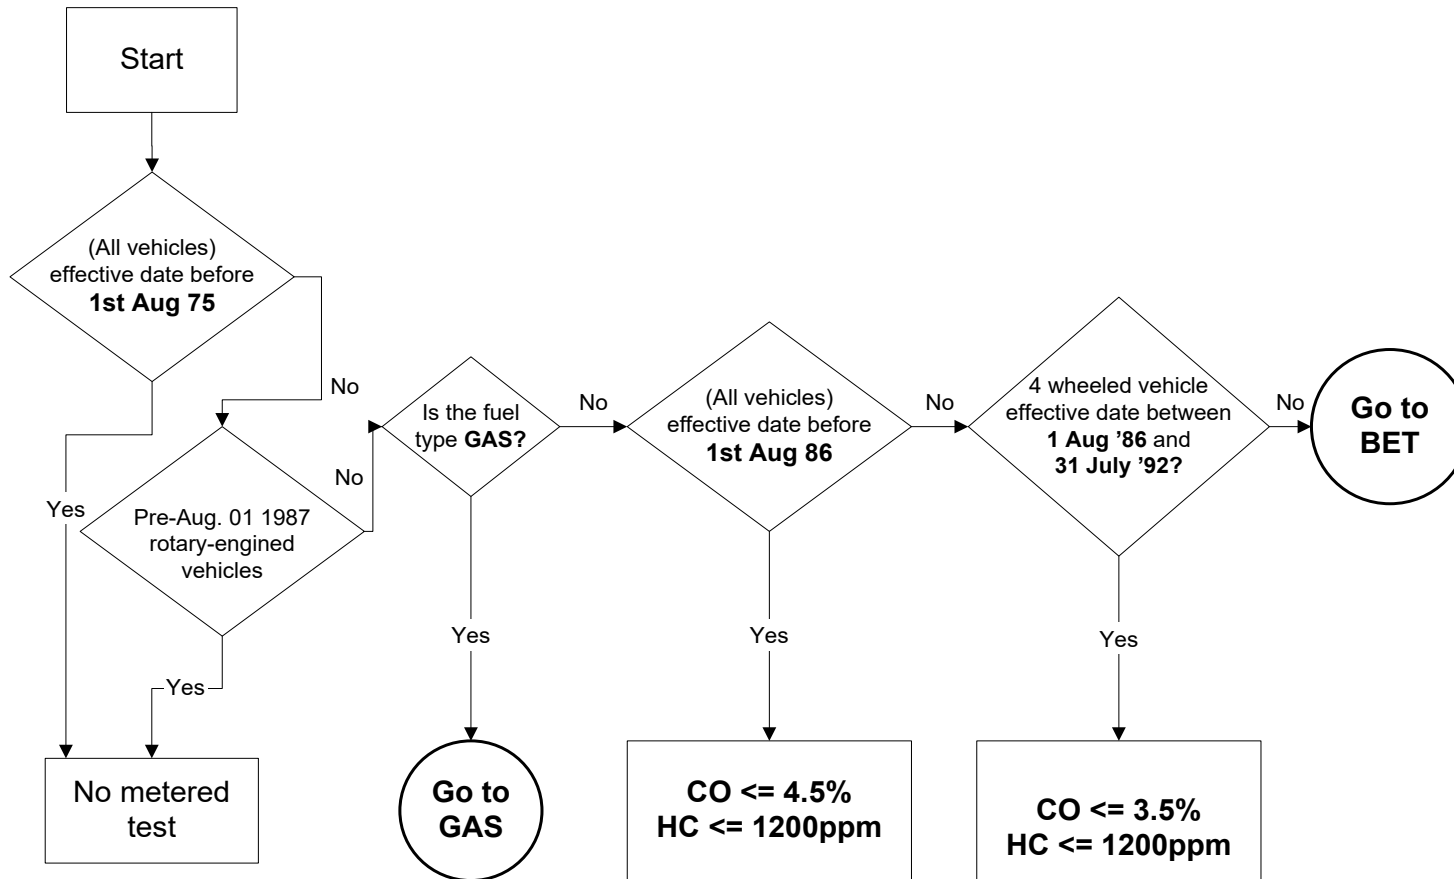 Start
(All vehicles)
effective date before
1st Aug 75
No
Yes
Pre-Aug. 01 1987
rotary-engined
vehicles
No
Yes
No metered
test
Is the fuel
type GAS?
No
Yes
Go to
GAS
(All vehicles)
effective date before
1st Aug 86
No
Yes
CO <= 4.5%
HC <= 1200ppm
4 wheeled vehicle
effective date between
1 Aug ’86 and
31 July ’92?
No
Yes
CO <= 3.5%
HC <= 1200ppm
Go to
BET